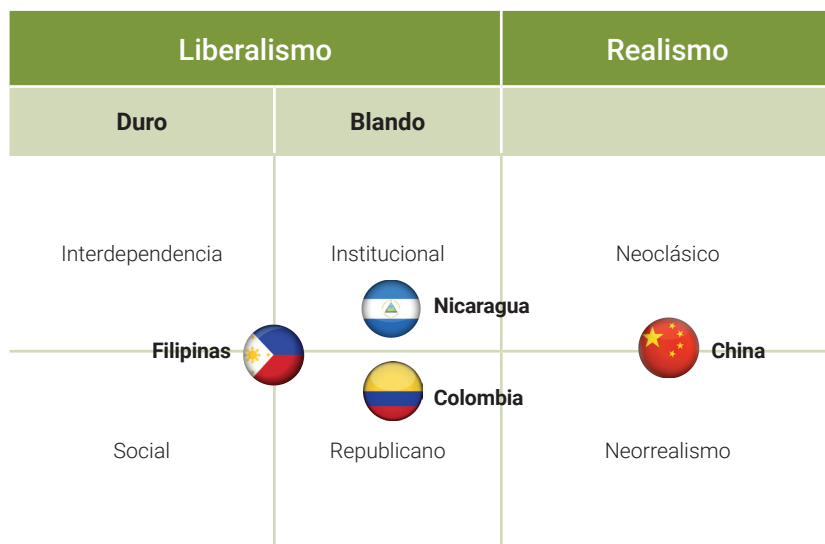 Liberalismo
Realismo
Duro
Blando
Interdependencia
Institucional
Neoclásico
Nicaragua
Filipinas
China
Colombia
Social
Republicano
Neorrealismo